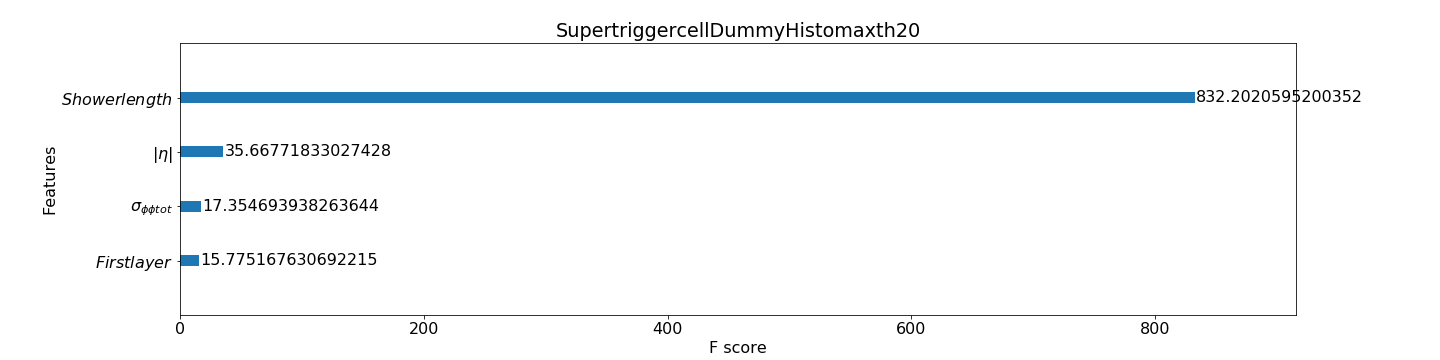 SupertriggercellDummyHistomaxth20
Showerlength 832.2020595200352
|η| 35.66771833027428
σϕϕtot 17.354693938263644
Firstlayer 15.775167630692215
Features
0 200 400 600 800
F score